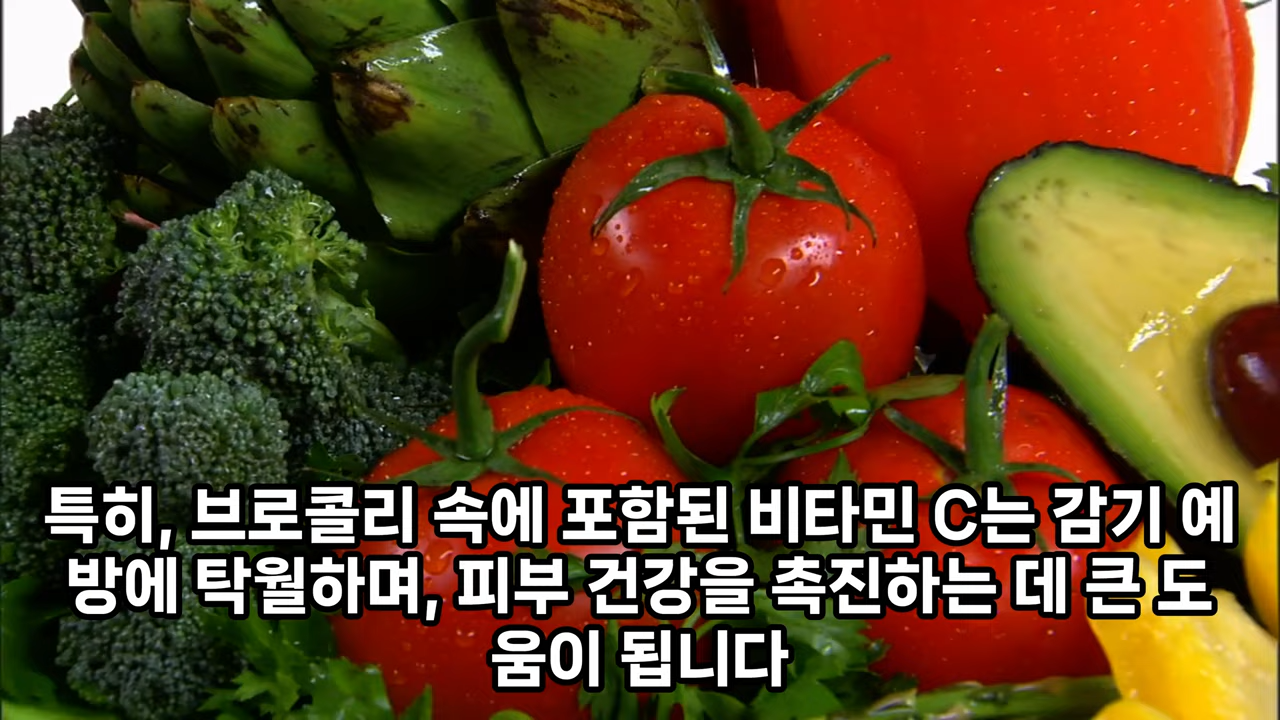 특히, 브로콜리 속에 포함된 비타민 C는 감기 예
방에 탁월하며, 피부 건강을 촉진하는 데 큰 도
움이 됩니다